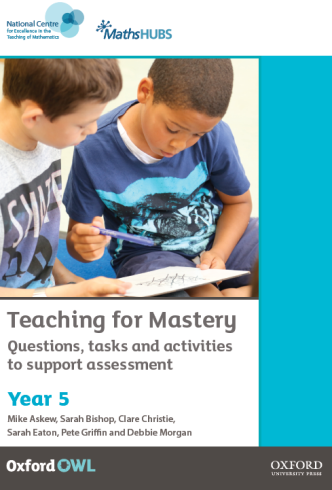 National Centre
for Excellence in the
Teaching of Mathematics
MathsHUBS
Teaching for Mastery
Questions, tasks and activities
to support assessment
Year 5
Mike Askew, Sarah Bishop, Clare Christie,
Sarah Eaton, Pete Griffin and Debbie Morgan
Oxford OWL
OXFORD
UNIVERSITY PRESS